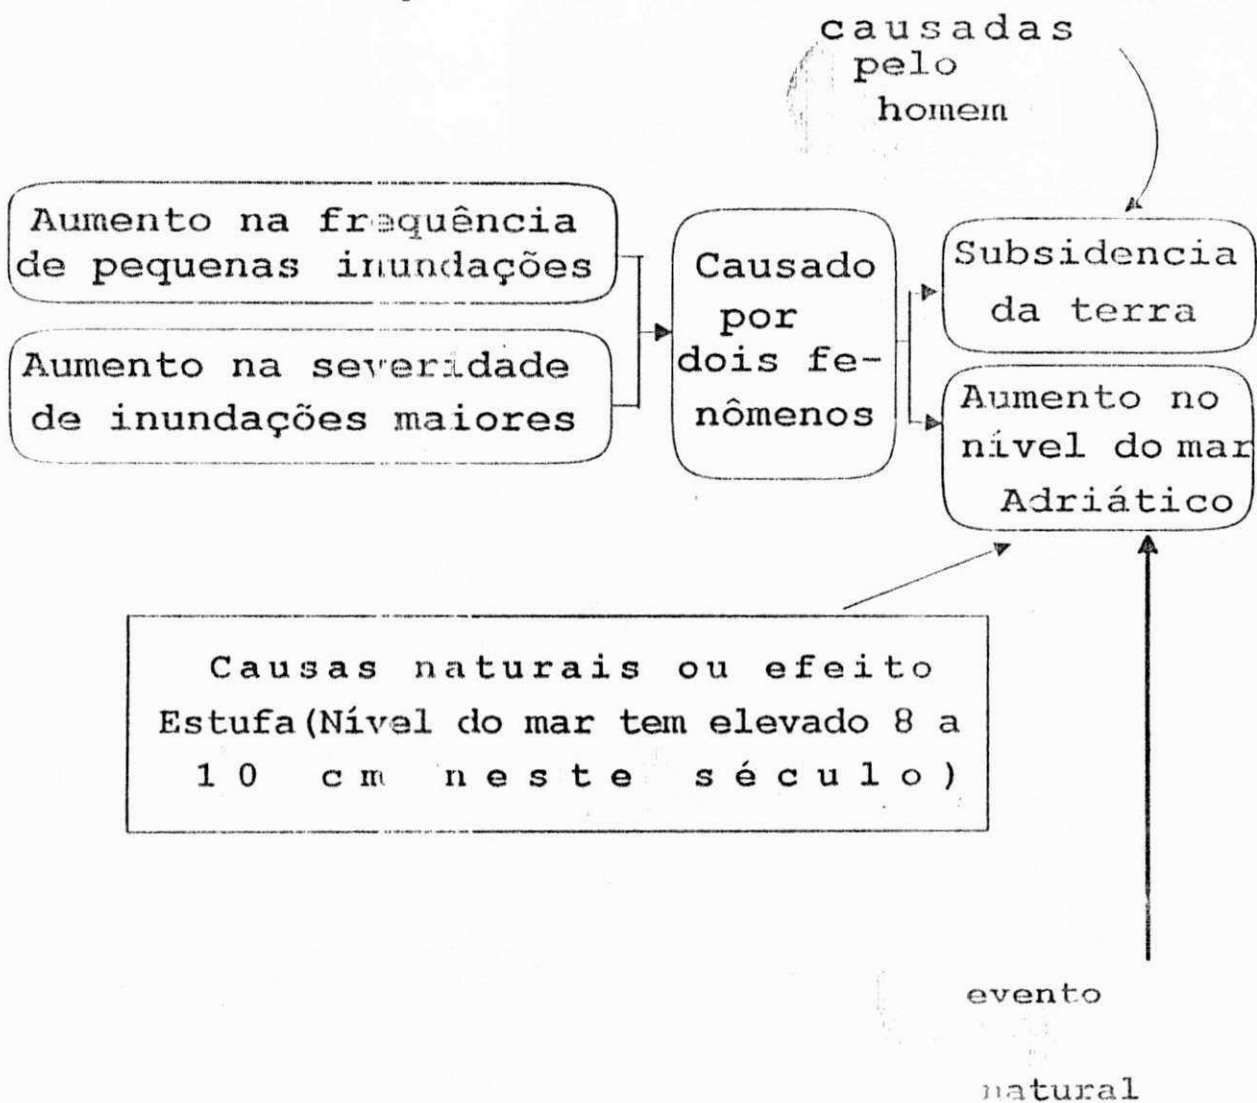 causadas
pelo
homem
Aumento na frequência
de pequenas inundações
Aumento na severidade
de inundações maiores
Causado
por
dois fe-
nômenos
Subsidencia
da terra
Aumento no
nível do mar
Adriático
Causas naturais ou efeito
Estufa (Nível do mar tem elevado 8 a
10 cm neste século)
evento
natural